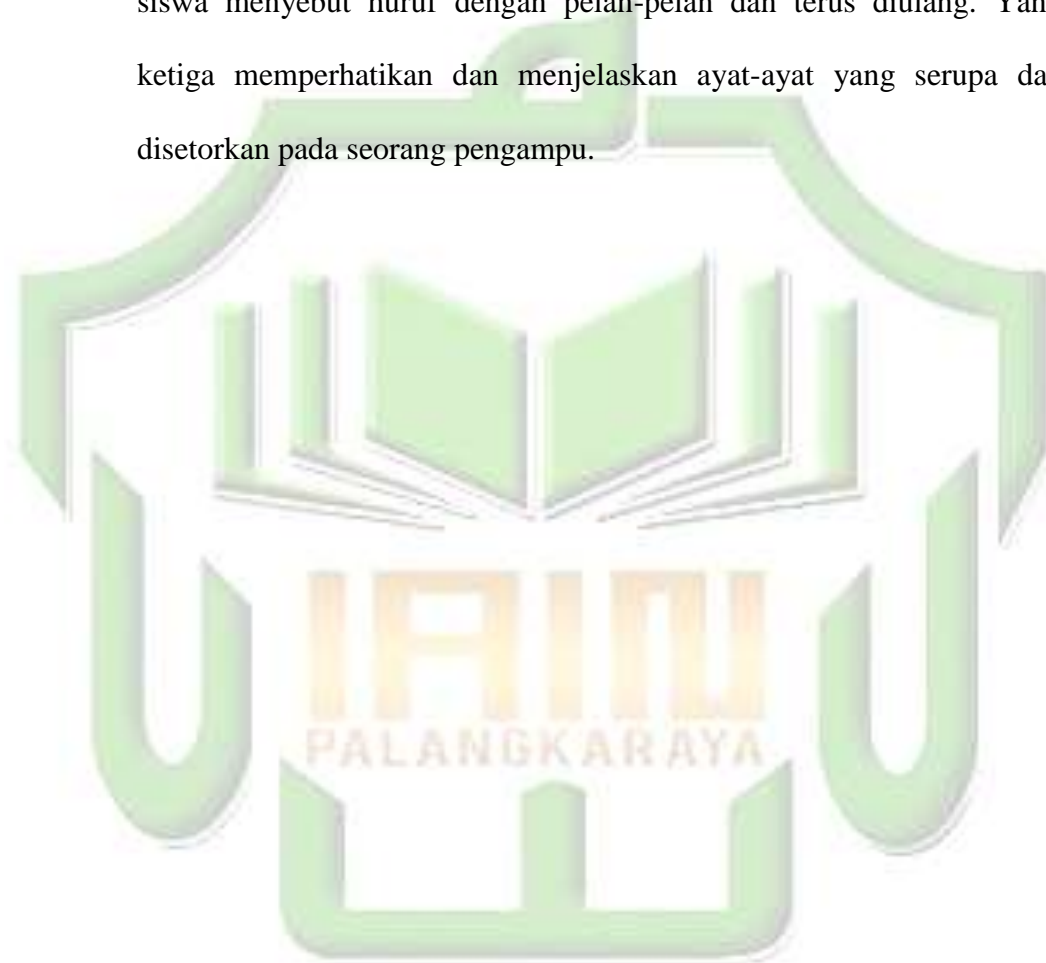 siswa menyebut huruf dengan pelan-pelan dan terus diulang. Yan
ketiga memperhatikan dan menjelaskan ayat-ayat yang serupa da
disetorkan pada seorang pengampu.
IAIN
PALANGKARAYA